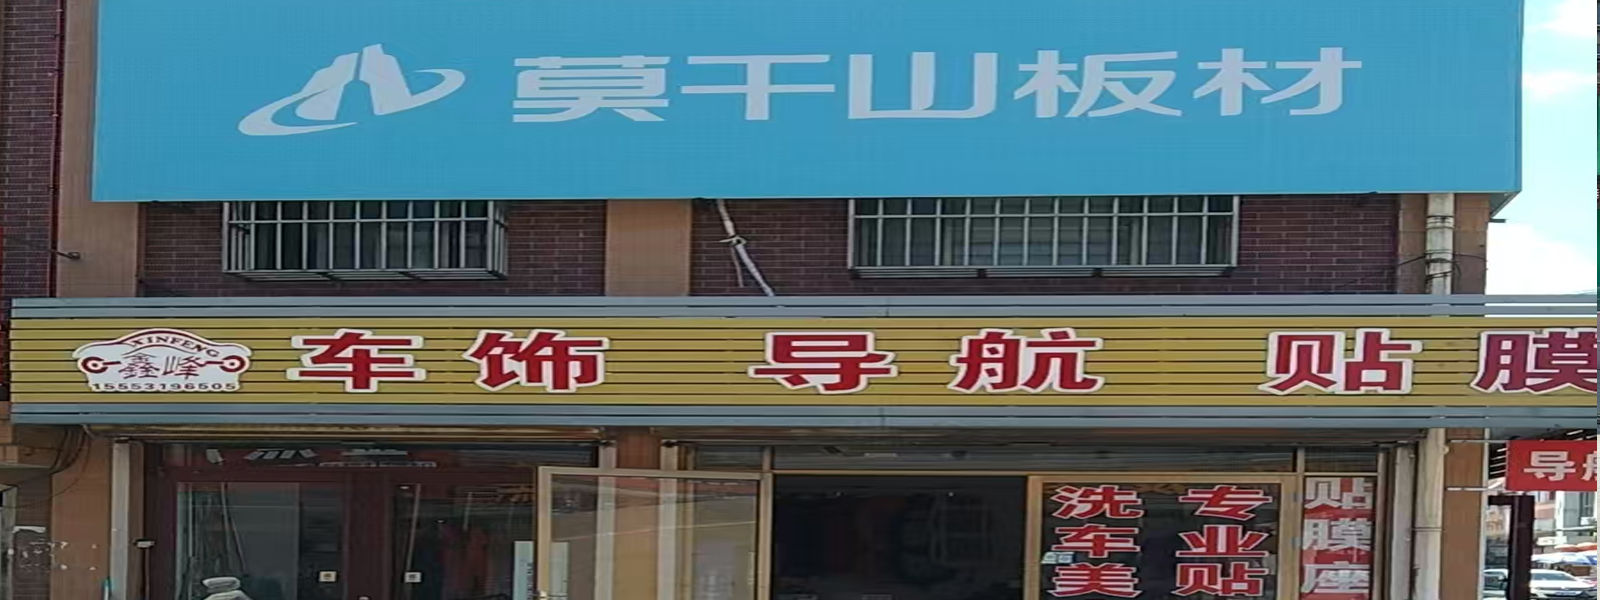 莫干山板材
XINFENG
鑫峰
15553196505
车饰 导航 贴膜
导航
洗车美
专业贴
贴膜座